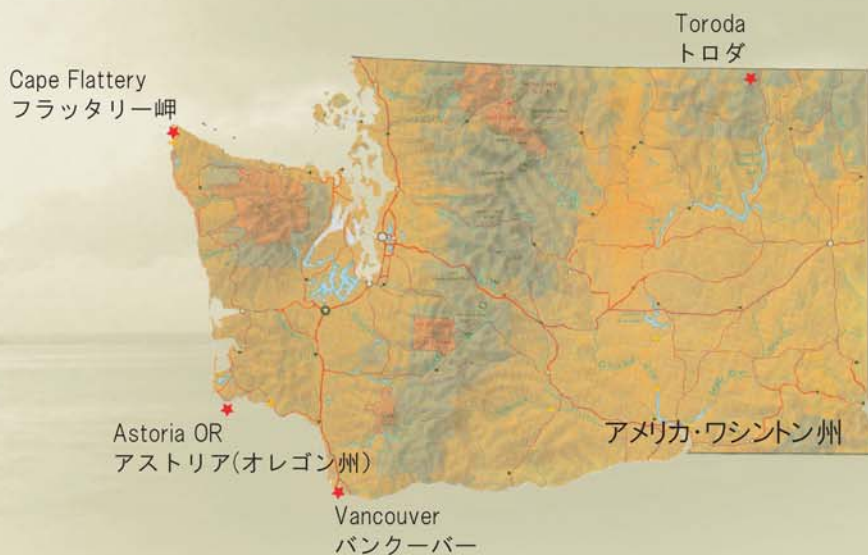 Toroda
トロダ
Cape Flattery
フラッタリー岬
Astoria OR
アストリア(オレゴン州)
アメリカ・ワシントン州
Vancouver
バンクーバー